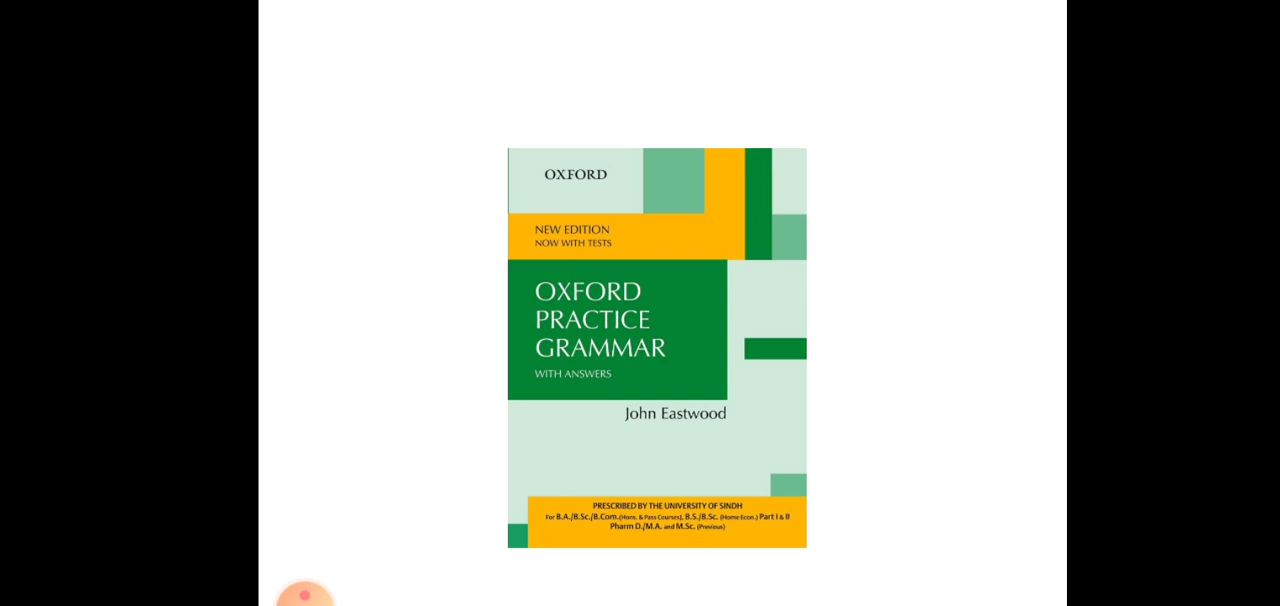 OXFORD
NEW EDITION
NOW WITH TESTS
OXFORD
PRACTICE
GRAMMAR
WITH ANSWERS
John Eastwood
PRESCRIBED BY THE UNIVERSITY OF SINDH
For B.A./B.Sc./B.Com.(Hons. & Pass Courses), B.S./B.Sc. (Home Econ.) Part I & II
Pharm D./M.A. and M.Sc. (Previous)